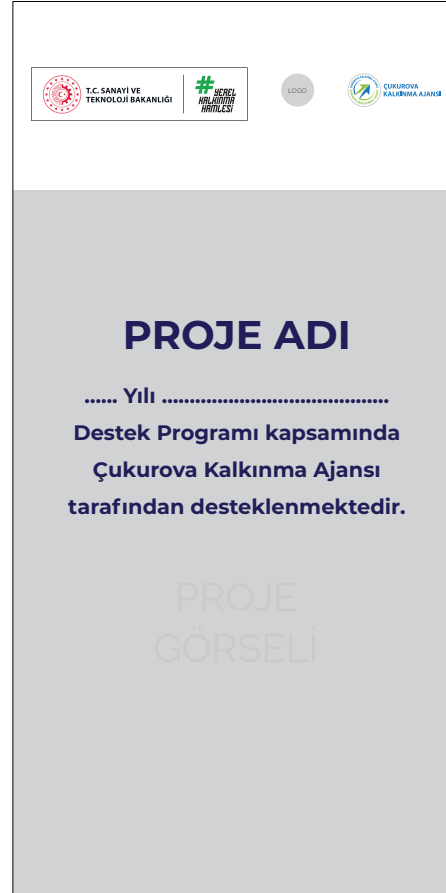 T.C. SANAYİ VE
TEKNOLOJİ BAKANLIĞI
#YEREL
KALKINMA
HAMLESİ
LOGO
ÇUKUROVA
KALKINMA AJANSI
PROJE ADI
...... Yılı .........................................
Destek Programı kapsamında
Çukurova Kalkınma Ajansı
tarafından desteklenmektedir.
PROJE
GÖRSELİ